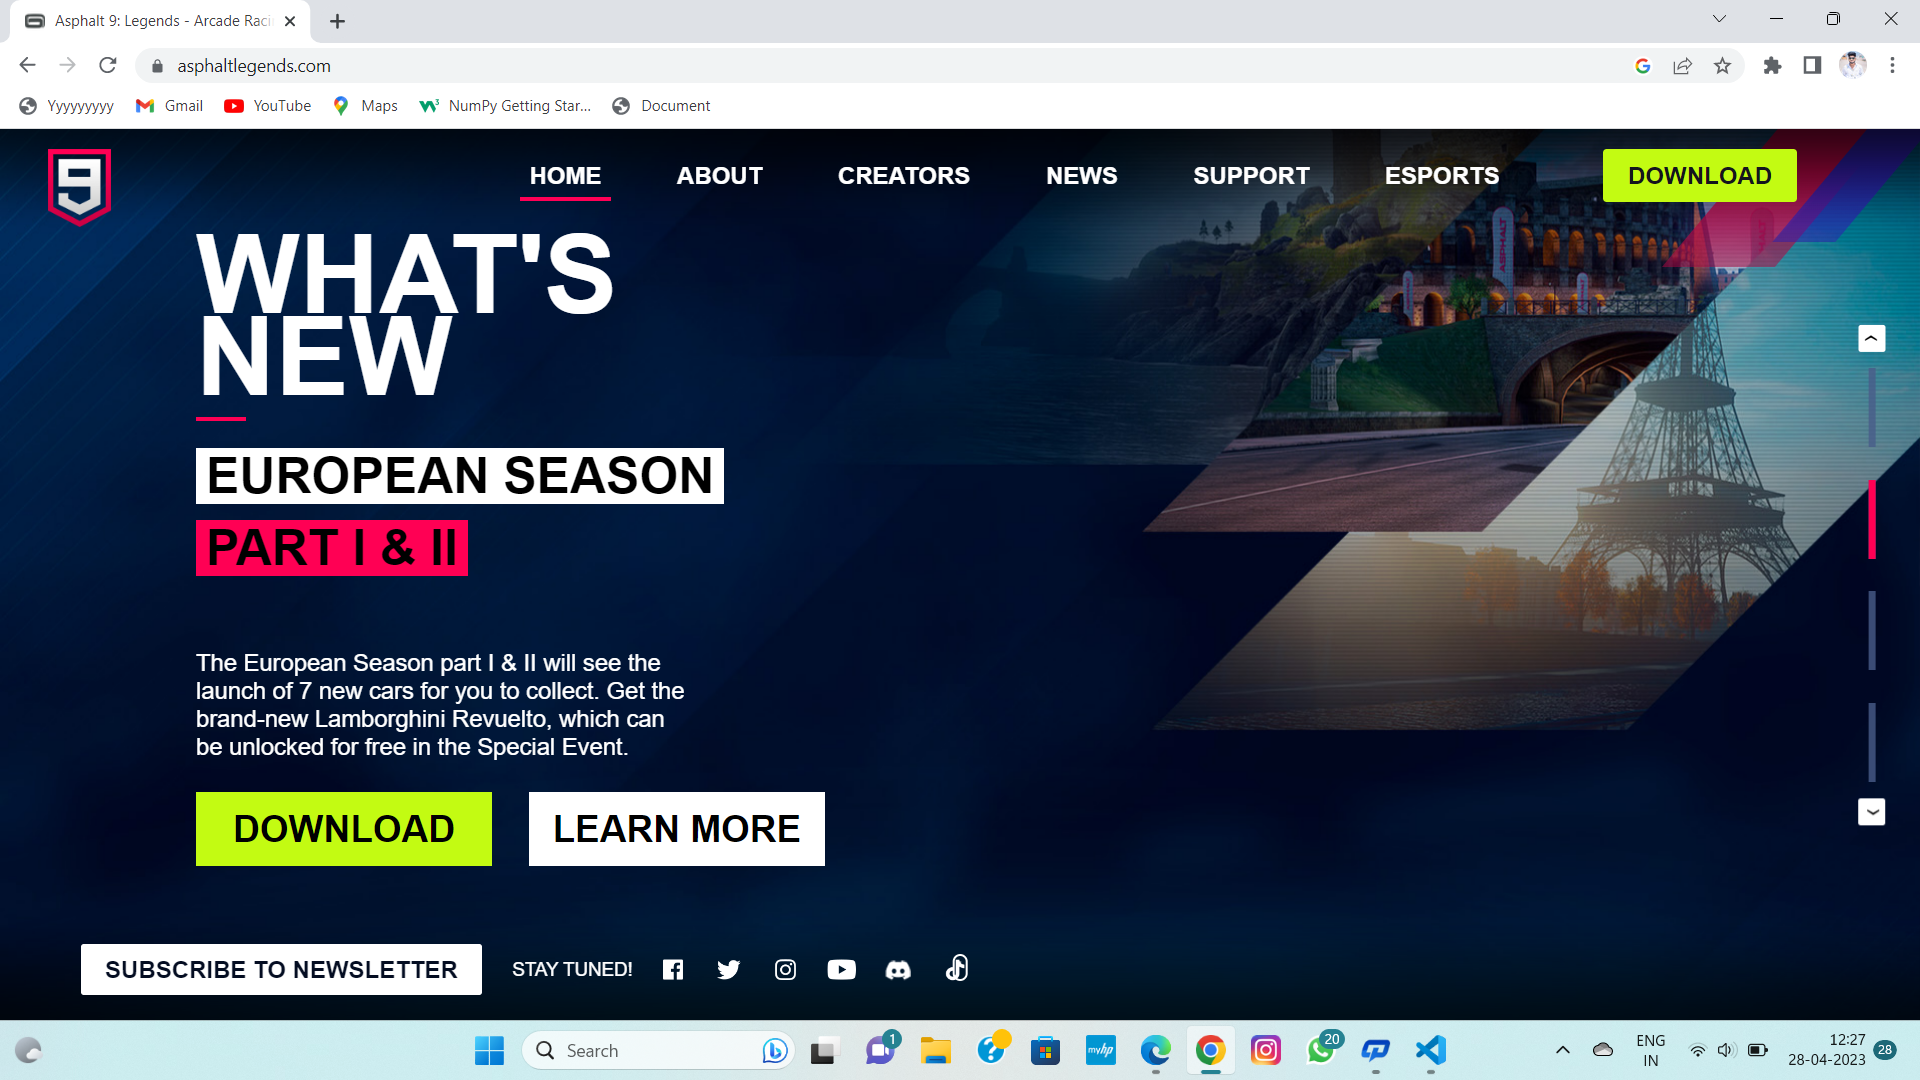 Asphalt 9: Legends - Arcade Raci
asphaltlegends.com
Yyyyyyyyy
Gmail
YouTube
Maps
NumPy Getting Star...
Document
9
HOME
ABOUT
CREATORS
NEWS
SUPPORT
ESPORTS
DOWNLOAD
ASPHALT
WHAT'S
NEW
EUROPEAN SEASON
PART I & II
The European Season part I & II will see the
launch of 7 new cars for you to collect. Get the
brand-new Lamborghini Revuelto, which can
be unlocked for free in the Special Event.
DOWNLOAD
LEARN MORE
SUBSCRIBE TO NEWSLETTER
STAY TUNED!
Search
1
myhp
20
ENG
IN
12:27
28-04-2023
28